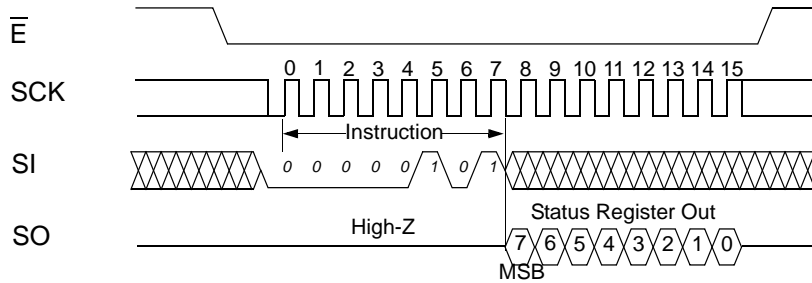 E
0 1 2 3 4 5 6 7 8 9 10 11 12 13 14 15
SCK
Instruction
SI 0 0 0 0 0 1 0 1
High-Z Status Register Out
SO 7 6 5 4 3 2 1 0
MSB